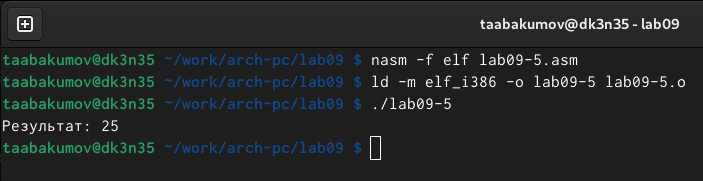 taabakumov@dk3n35 - lab09
taabakumov@dk3n35 ~/work/arch-pc/lab09 $ nasm -f elf lab09-5.asm
taabakumov@dk3n35 ~/work/arch-pc/lab09 $ ld -m elf_i386 -o lab09-5 lab09-5.o
taabakumov@dk3n35 ~/work/arch-pc/lab09 $ ./lab09-5
Результат: 25
taabakumov@dk3n35 ~/work/arch-pc/lab09 $